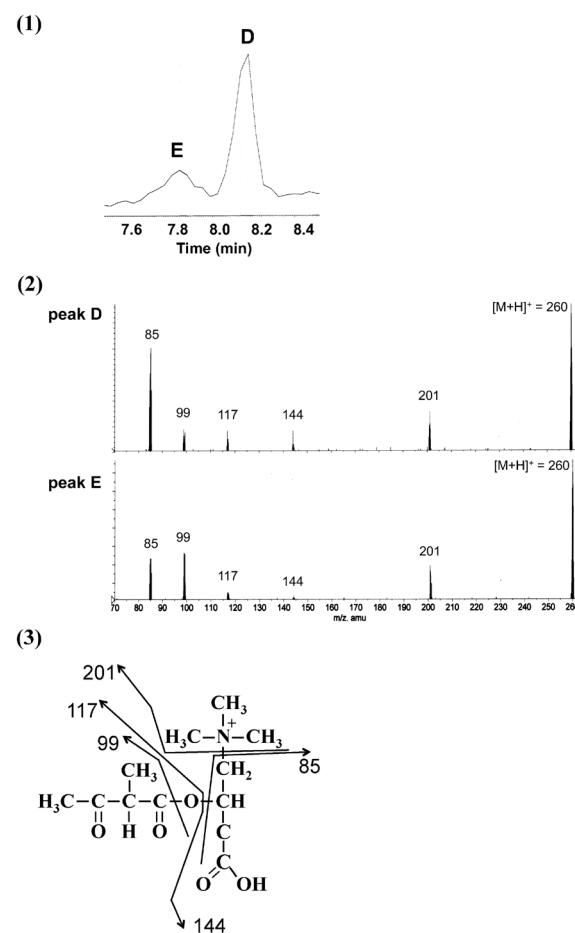 (1)
D
E
7.6 7.8 8.0 8.2 8.4
Time (min)
(2)
peak D
[M+H]+ = 260
85
99
117
144
201
peak E
[M+H]+ = 260
85
99
117
144
201
70 80 90 100 110 120 130 140 150 160 170 180 190 200 210 220 230 240 250 260
m/z. amu
(3)
201
CH3
117
H3C–N–CH3
+
99
85
CH3
CH2
H3C–C–C–C–O–CH
O H O C
C
O OH
144